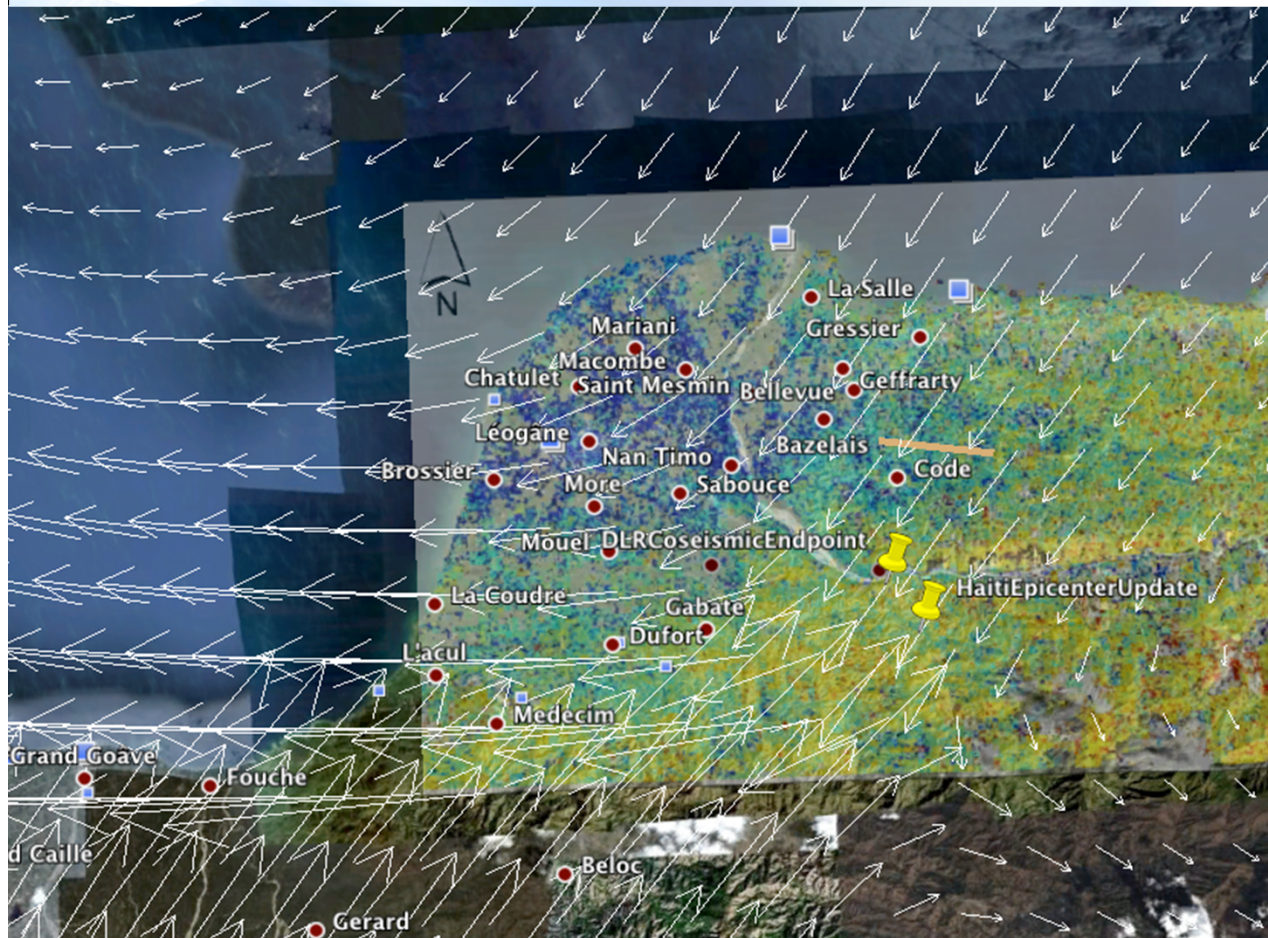 N
La Salle
Mariani
Gressier
Macombe
Chatulet
Saint Mesmin
Bellevue
Geffrarty
Léogane
Bazelais
Nan Timo
Brossier
Code
More
Sabouce
Mouel
DLRCoseismicEndpoint
La Coudre
HaitiEpicenterUpdate
Gabate
Dufort
L'acul
Medecim
Grand Goâve
Fouche
d Caille
Beloc
Gerard